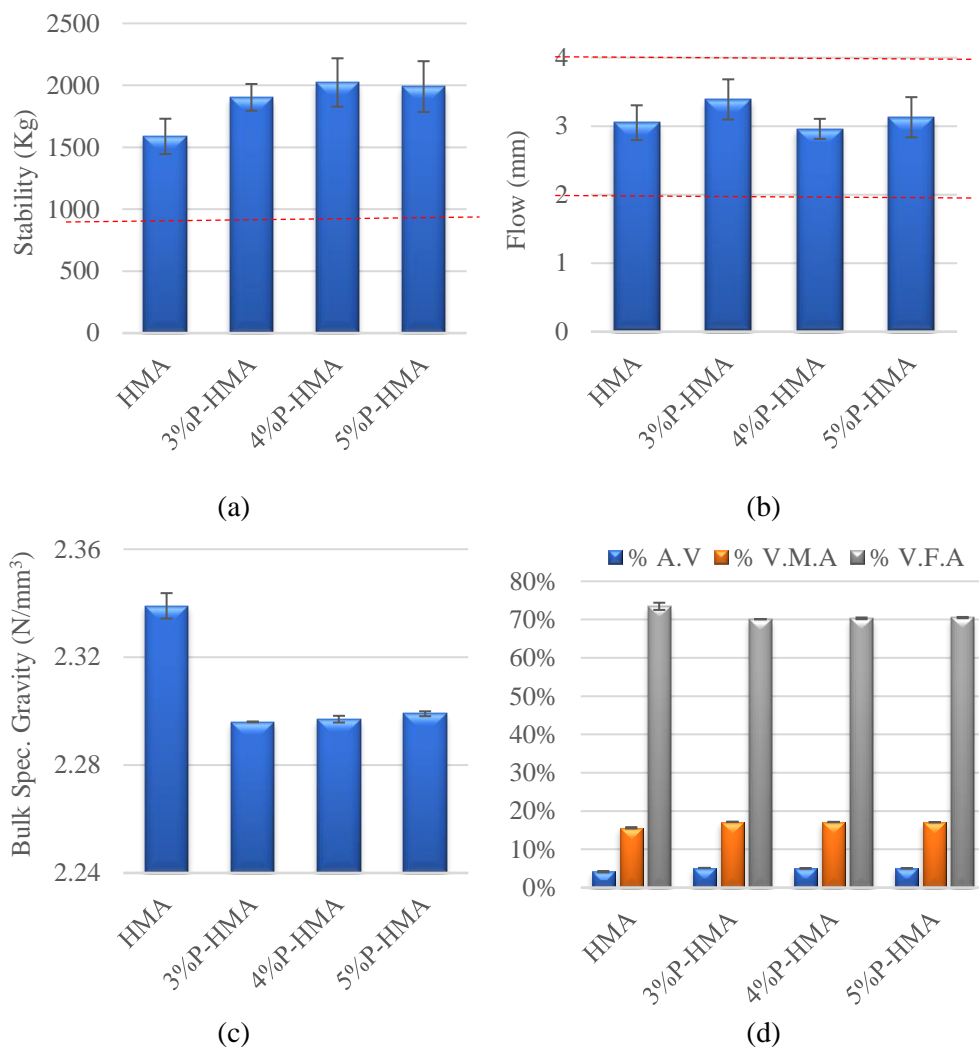 2500
2000
1500
1000
500
0
Stability (Kg)
HMA
3%P-HMA
4%P-HMA
5%P-HMA
(a)
4
3
2
1
0
Flow (mm)
HMA
3%P-HMA
4%P-HMA
5%P-HMA
(b)
2.36
2.32
2.28
2.24
Bulk Spec. Gravity (N/mm³)
HMA
3%P-HMA
4%P-HMA
5%P-HMA
(c)
% A.V % V.M.A % V.F.A
80%
70%
60%
50%
40%
30%
20%
10%
0%
HMA
3%P-HMA
4%P-HMA
5%P-HMA
(d)